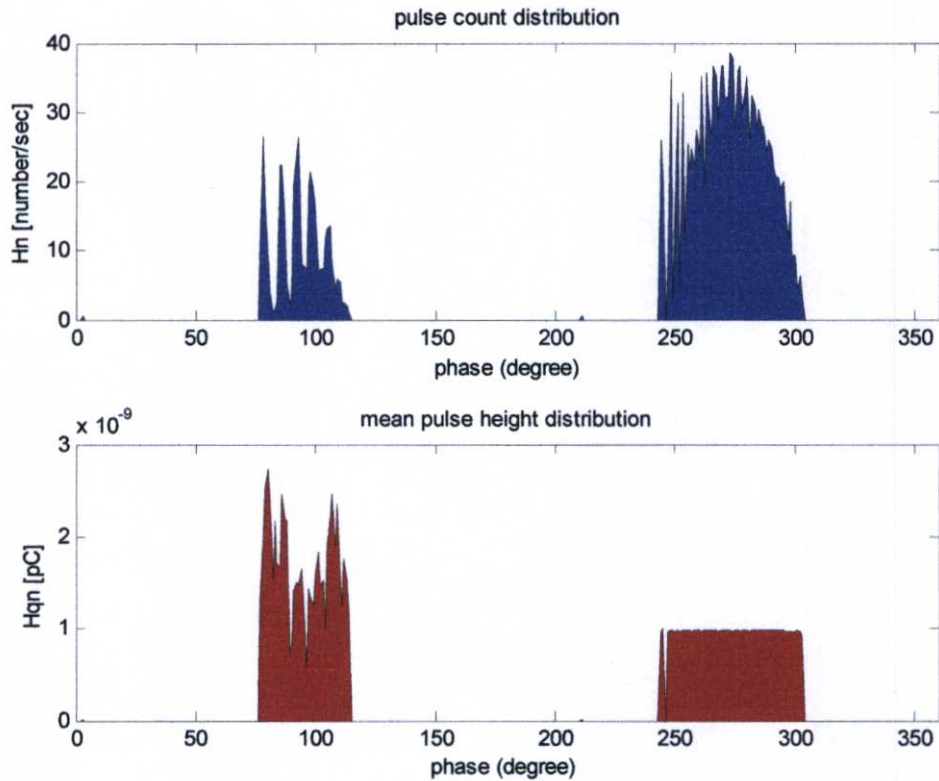 pulse count distribution
Hn [number/sec]
40
30
20
10
0
0 50 100 150 200 250 300 350
phase (degree)
mean pulse height distribution
x 10^-9
Hqn [pC]
3
2
1
0
0 50 100 150 200 250 300 350
phase (degree)